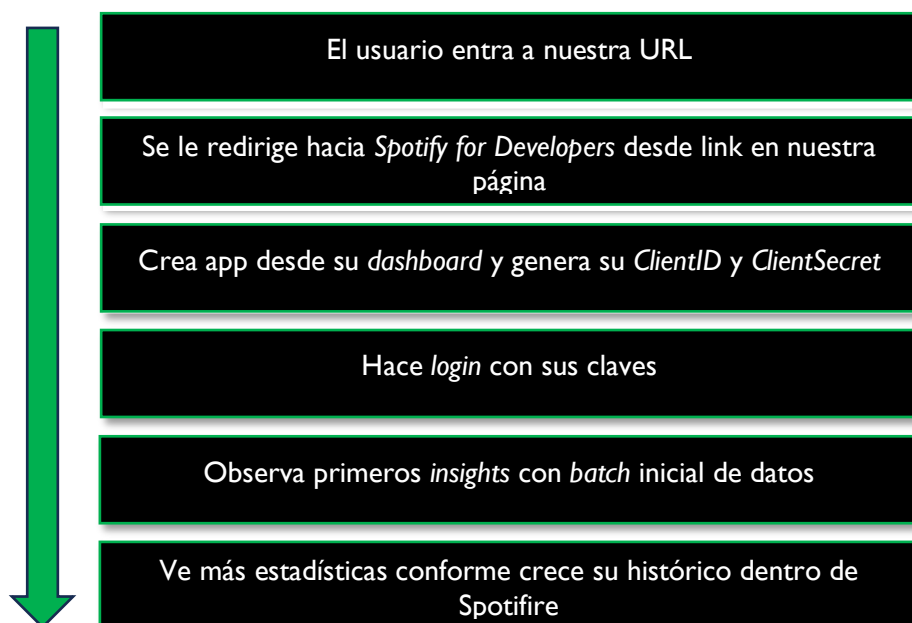 El usuario entra a nuestra URL
Se le redirige hacia Spotify for Developers desde link en nuestra
página
Crea app desde su dashboard y genera su ClientID y ClientSecret
Hace login con sus claves
Observa primeros insights con batch inicial de datos
Ve más estadísticas conforme crece su histórico dentro de
Spotifire